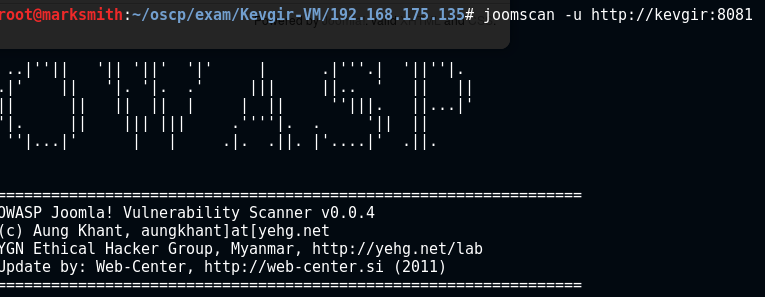 root@marksmith:~/oscp/exam/Kevgir-VM/192.168.175.135# joomscan -u http://kevgir:8081
 ..|''||   '|| '||'  '|'     |      .|'''.|  '||''|.
.|'    ||   '|. '|.  .'     |||     ||..  '   ||   ||
||      ||   ||  ||  |     |  ||     ''|||.   ||...|'
'|.     ||    ||| |||     .''''|.  .     '||  ||
 ''|...|'      |   |     .|.  .||. |'....|'  .||.
=================================================================
OWASP Joomla! Vulnerability Scanner v0.0.4
(c) Aung Khant, aungkhant]at[yehg.net
YGN Ethical Hacker Group, Myanmar, http://yehg.net/lab
Update by: Web-Center, http://web-center.si (2011)
=================================================================